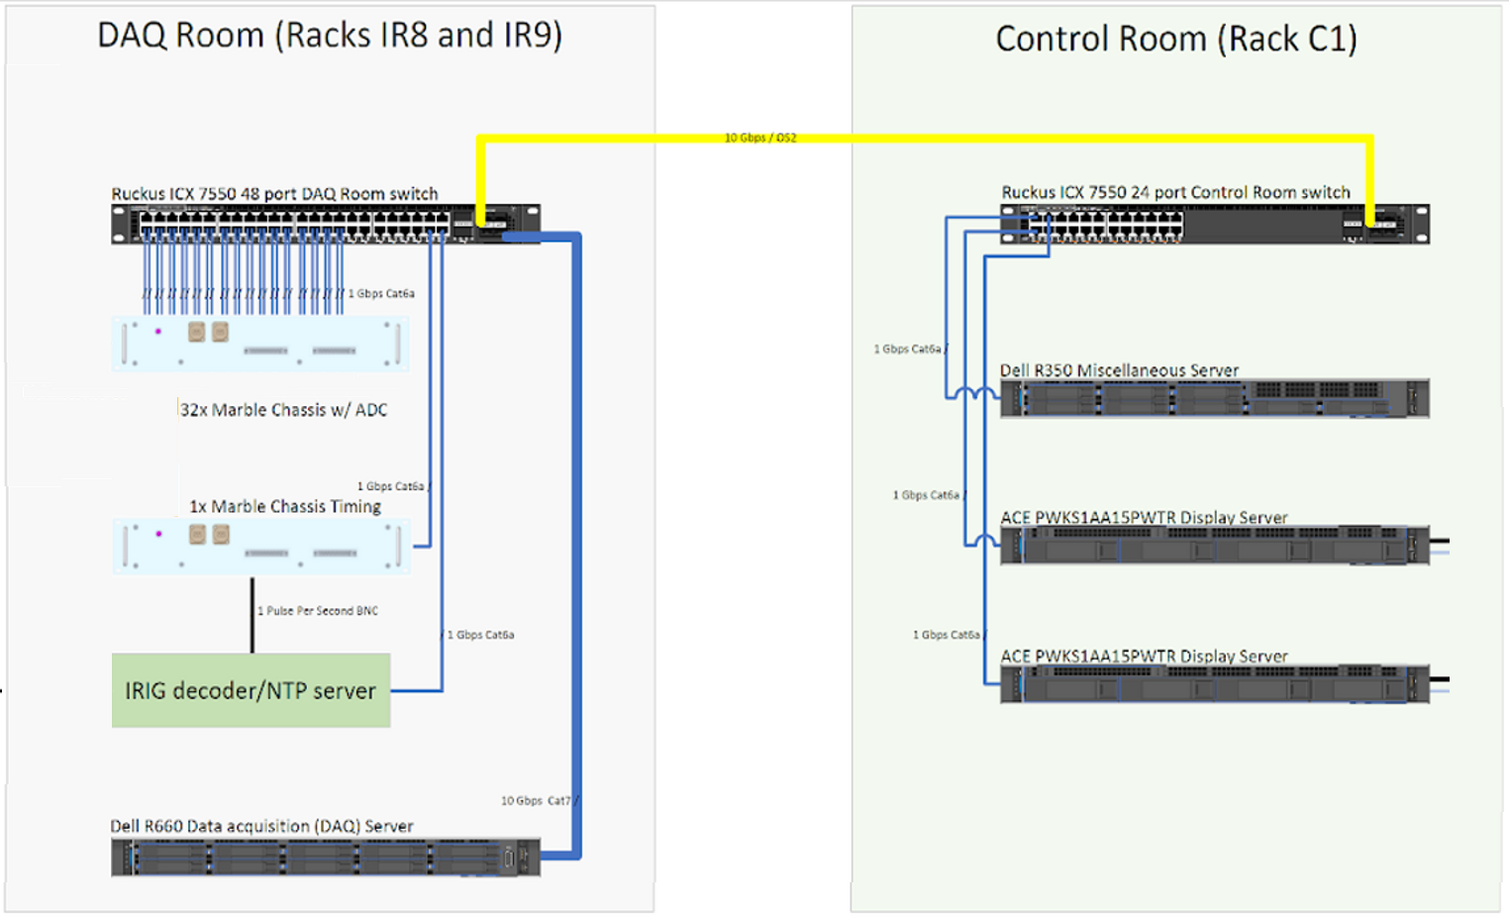 DAQ Room (Racks IR8 and IR9)
Control Room (Rack C1)
10 Gbps / OS2
Ruckus ICX 7550 48 port DAQ Room switch
Ruckus ICX 7550 24 port Control Room switch
1 Gbps Cat6a
1 Gbps Cat6a
Dell R350 Miscellaneous Server
32x Marble Chassis w/ ADC
1 Gbps Cat6a
1 Gbps Cat6a
1x Marble Chassis Timing
ACE PWKS1AA15PWTR Display Server
1 Pulse Per Second BNC
1 Gbps Cat6a
1 Gbps Cat6a
ACE PWKS1AA15PWTR Display Server
IRIG decoder/NTP server
10 Gbps Cat7
Dell R660 Data acquisition (DAQ) Server